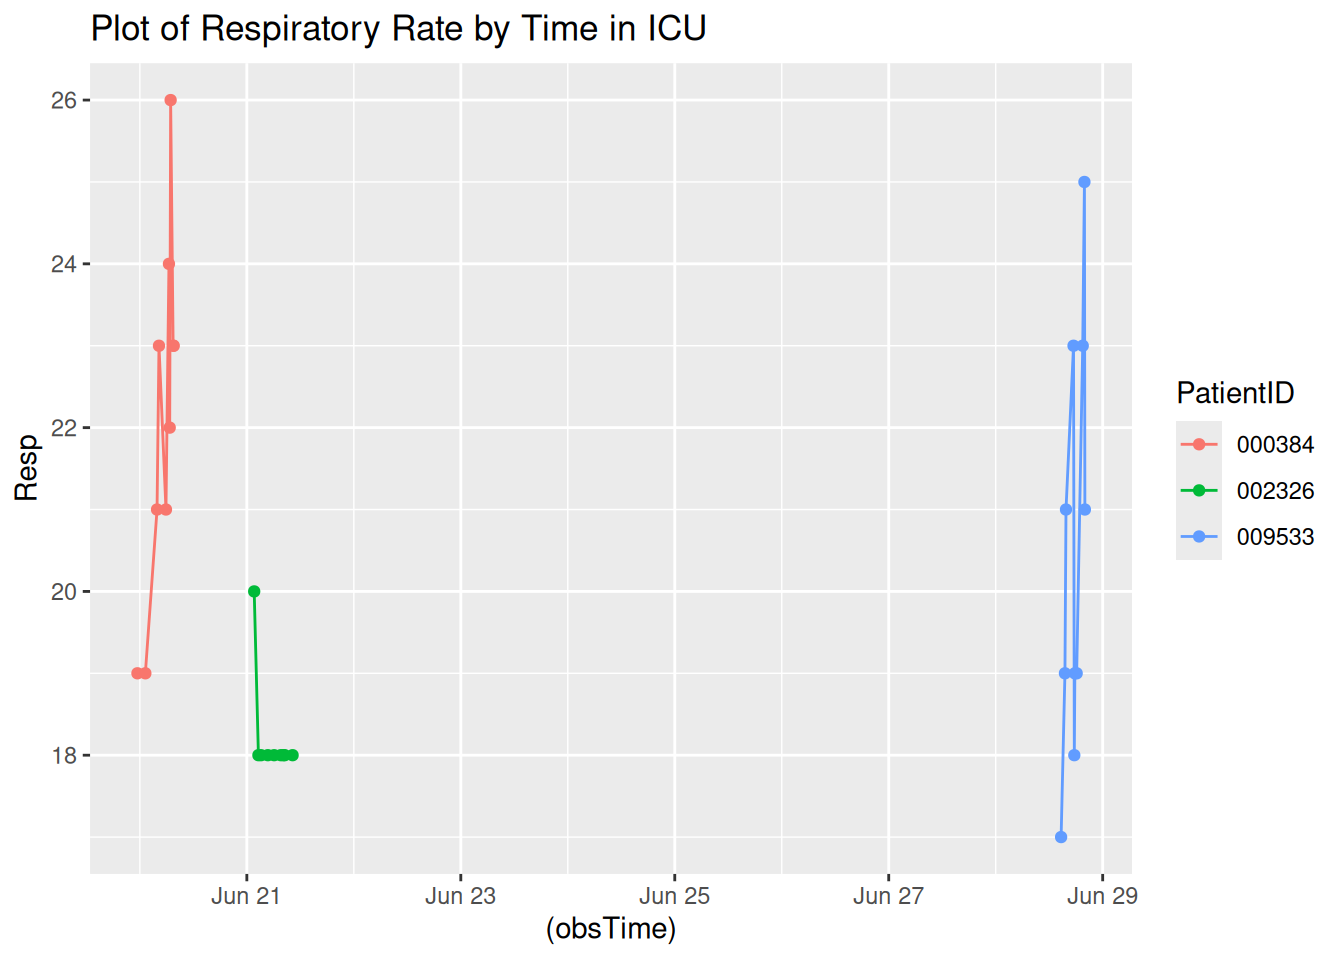 Plot of Respiratory Rate by Time in ICU
26
24
22
20
18
Resp
Jun 21 Jun 23 Jun 25 Jun 27 Jun 29
(obsTime)
PatientID
000384
002326
009533